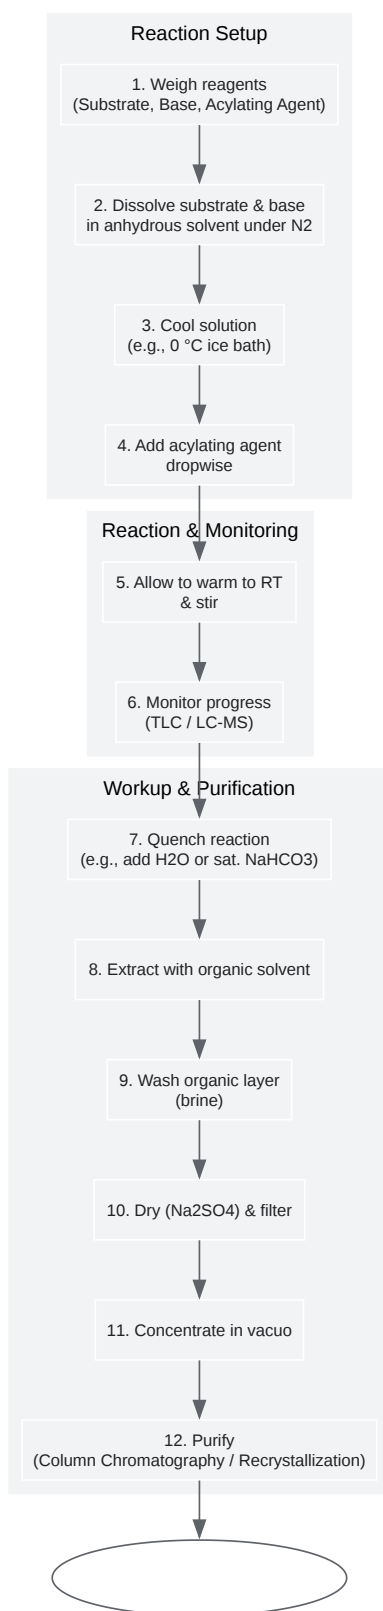 Reaction Setup
1. Weigh reagents
(Substrate, Base, Acylating Agent)
2. Dissolve substrate & base
in anhydrous solvent under N2
3. Cool solution
(e.g., 0 °C ice bath)
4. Add acylating agent
dropwise
Reaction & Monitoring
5. Allow to warm to RT
& stir
6. Monitor progress
(TLC / LC-MS)
Workup & Purification
7. Quench reaction
(e.g., add H2O or sat. NaHCO3)
8. Extract with organic solvent
9. Wash organic layer
(brine)
10. Dry (Na2SO4) & filter
11. Concentrate in vacuo
12. Purify
(Column Chromatography / Recrystallization)